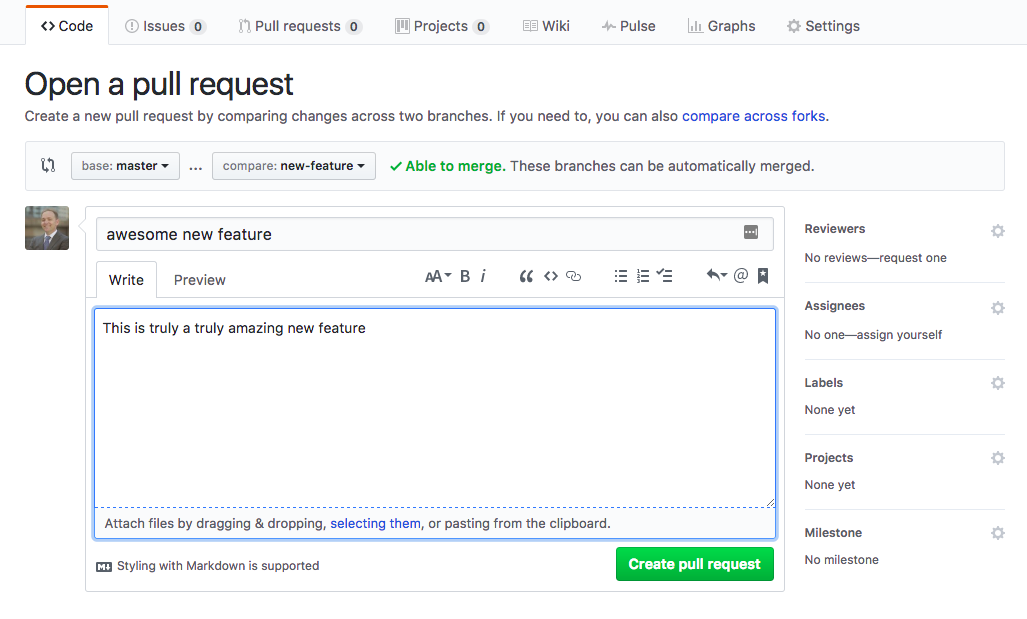 Code Issues 0 Pull requests 0 Projects 0 Wiki Pulse Graphs Settings
Open a pull request
Create a new pull request by comparing changes across two branches. If you need to, you can also compare across forks.
base: master ... compare: new-feature Able to merge. These branches can be automatically merged.
awesome new feature
Write Preview AA B i
This is truly a truly amazing new feature
Attach files by dragging & dropping, selecting them, or pasting from the clipboard.
Styling with Markdown is supported
Create pull request
Reviewers
No reviews—request one
Assignees
No one—assign yourself
Labels
None yet
Projects
None yet
Milestone
No milestone